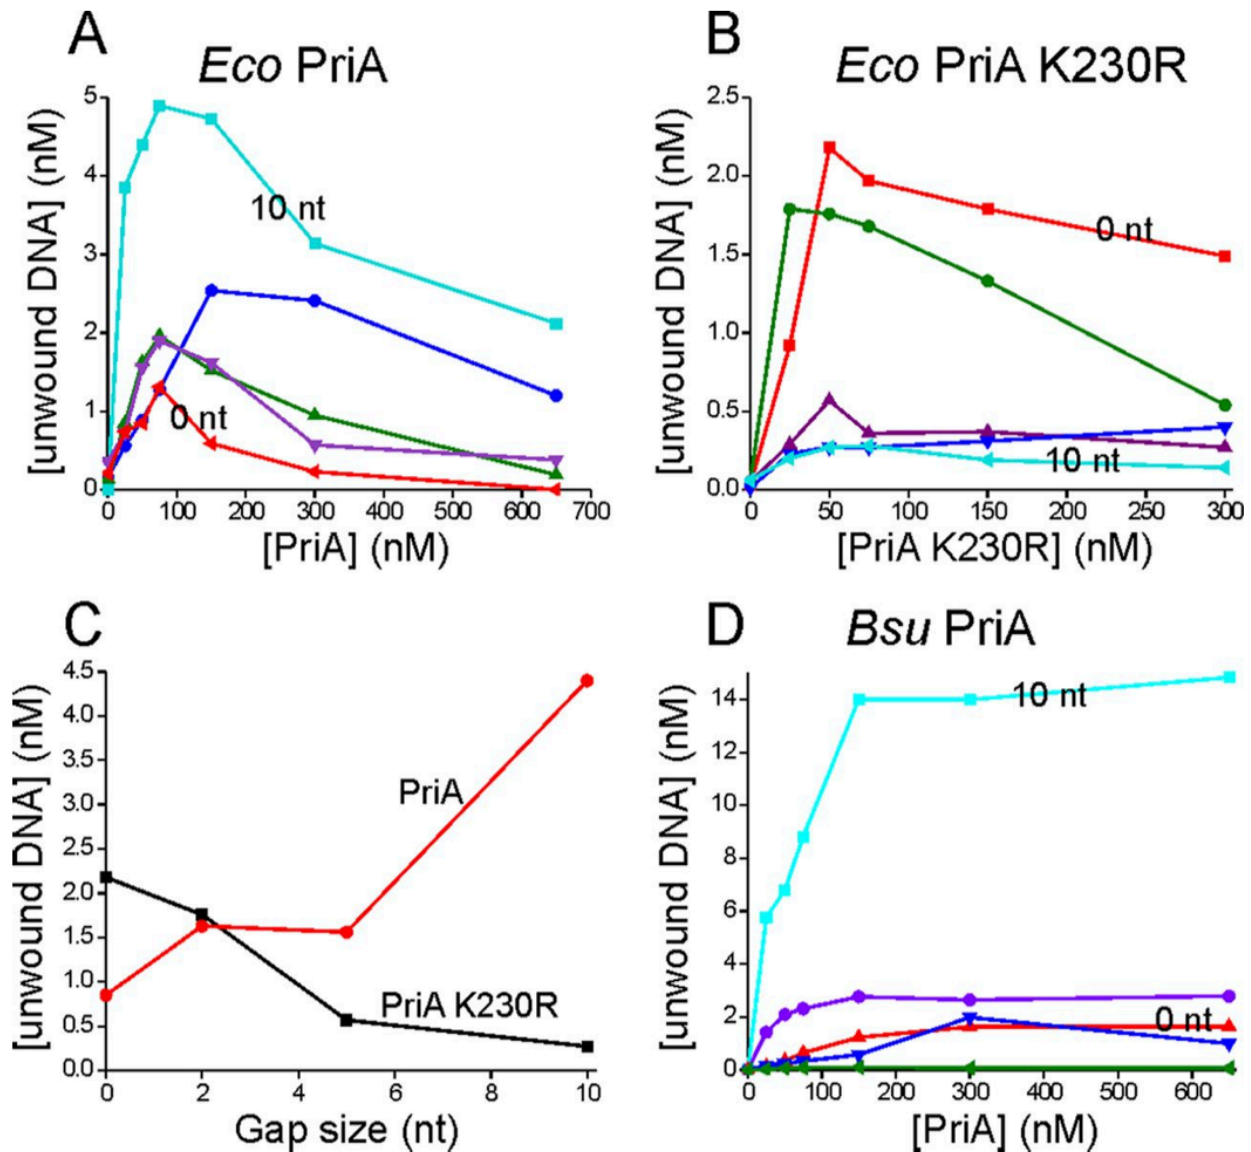 A
Eco PriA
5
4
3
2
1
0
10 nt
0 nt
0 100 200 300 400 500 600 700
[unwound DNA] (nM)
[PriA] (nM)
B
Eco PriA K230R
2.5
2.0
1.5
1.0
0.5
0.0
0 nt
10 nt
0 50 100 150 200 250 300
[unwound DNA] (nM)
[PriA K230R] (nM)
C
4.5
4.0
3.5
3.0
2.5
2.0
1.5
1.0
0.5
0.0
PriA
PriA K230R
0 2 4 6 8 10
[unwound DNA] (nM)
Gap size (nt)
D
Bsu PriA
14
12
10
8
6
4
2
0
10 nt
0 nt
0 100 200 300 400 500 600
[unwound DNA] (nM)
[PriA] (nM)